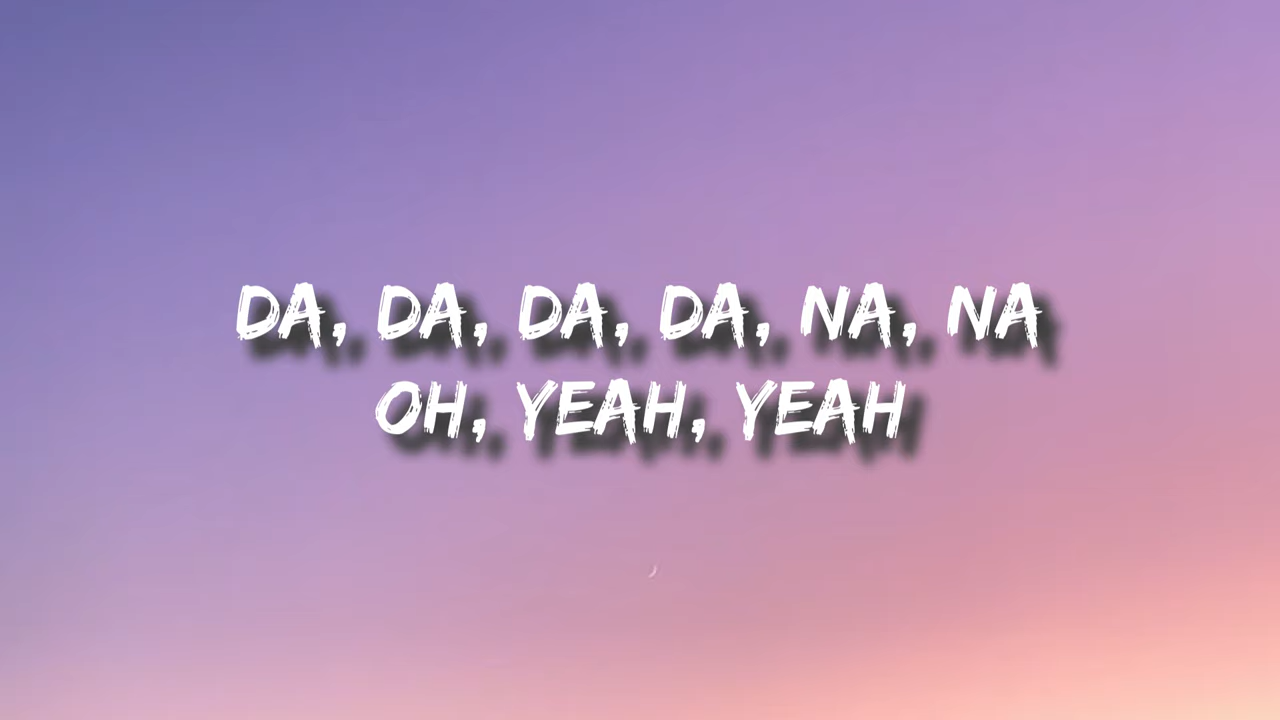 DA, DA, DA, DA, NA, NA
OH, YEAH, YEAH